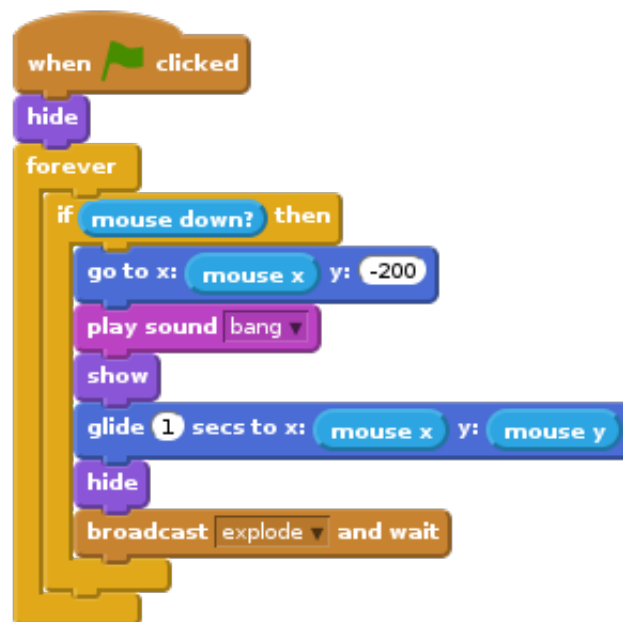 when clicked
hide
forever
if mouse down? then
go to x: mouse x y: -200
play sound bang
show
glide 1 secs to x: mouse x y: mouse y
hide
broadcast explode and wait